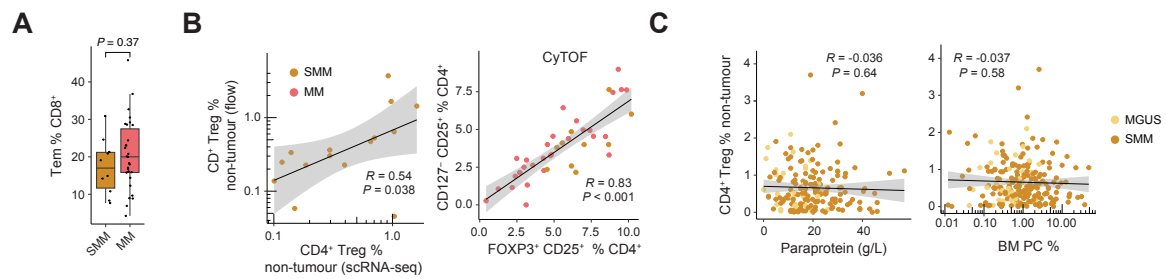 A
P = 0.37
Tem % CD8⁺
50
40
30
20
10
0
SMM
MM
B
CD⁺ Treg %
non-tumour (flow)
1.0
0.1
SMM
MM
R = 0.54
P = 0.038
0.1
1.0
CD4⁺ Treg %
non-tumour (scRNA-seq)
CyTOF
CD127⁻ CD25⁺ % CD4⁺
7.5
5.0
2.5
0.0
R = 0.83
P < 0.001
0.0
2.5
5.0
7.5
10.0
FOXP3⁺ CD25⁺ % CD4⁺
C
CD4⁺ Treg % non-tumour
R = -0.036
P = 0.64
4
3
2
1
0
0
20
40
Paraprotein (g/L)
R = -0.037
P = 0.58
4
3
2
1
0
0.01
0.10
1.00
10.00
BM PC %
MGUS
SMM